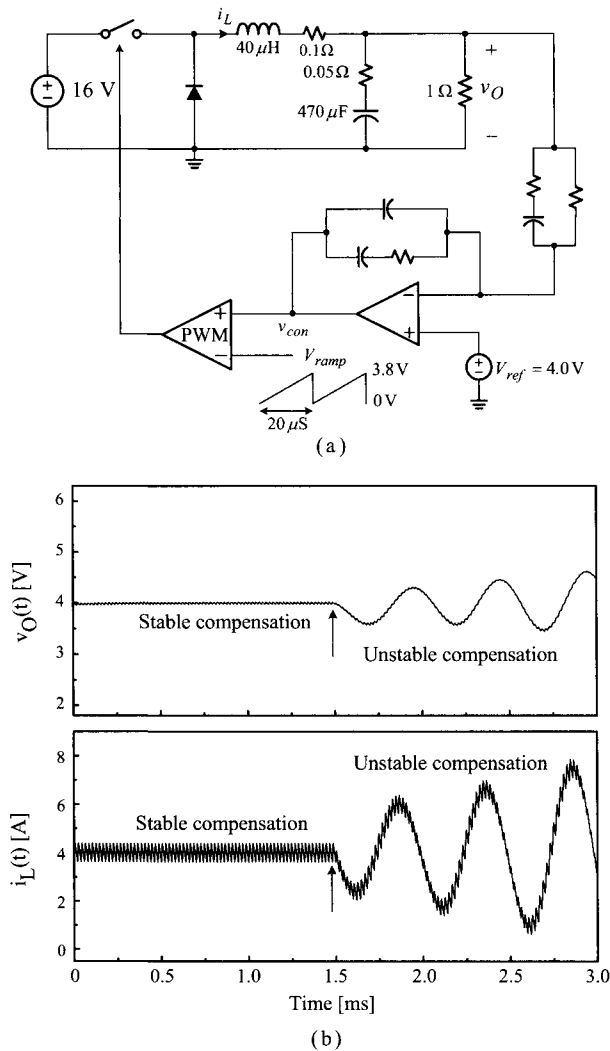 i_L
40 μH
0.1Ω
16 V
0.05Ω
470 μF
1 Ω
+
v_O
−
+
−
PWM
v_con
V_ramp
3.8 V
0 V
20 μS
−
+
V_ref = 4.0 V
(a)
v_O(t) [V]
6
5
4
3
2
Stable compensation
Unstable compensation
i_L(t) [A]
8
6
4
2
0
Stable compensation
Unstable compensation
0 0.5 1.0 1.5 2.0 2.5 3.0
Time [ms]
(b)